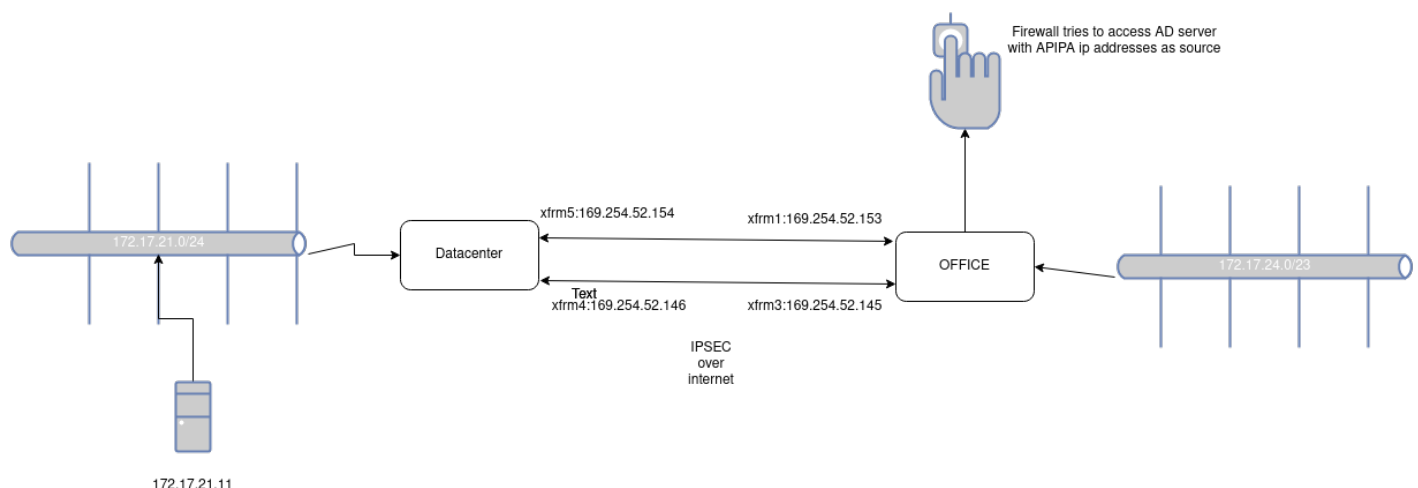 Firewall tries to access AD server
with APIPA ip addresses as source
xfrm5:169.254.52.154
xfrm1:169.254.52.153
172.17.21.0/24
Datacenter
OFFICE
172.17.24.0/23
Text
xfrm4:169.254.52.146
xfrm3:169.254.52.145
IPSEC
over
internet
172.17.21.11